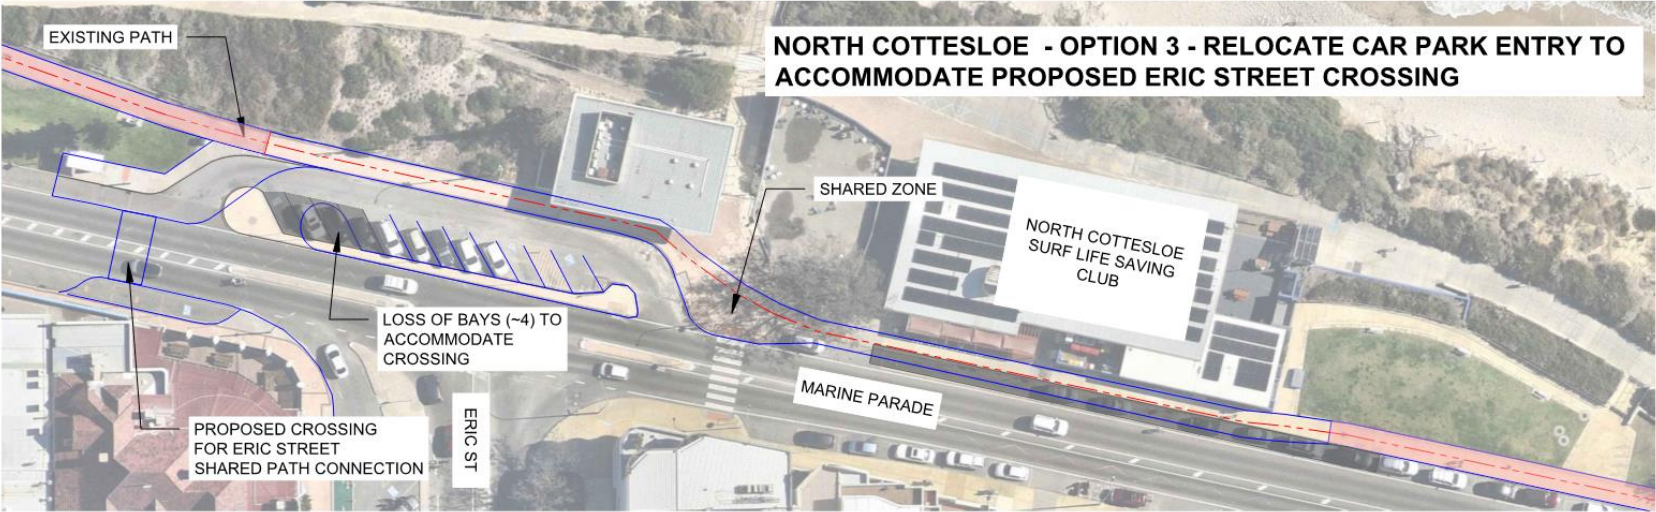 NORTH COTTESLOE - OPTION 3 - RELOCATE CAR PARK ENTRY TO
ACCOMMODATE PROPOSED ERIC STREET CROSSING
EXISTING PATH
SHARED ZONE
NORTH COTTESLOE
SURF LIFE SAVING
CLUB
LOSS OF BAYS (~4) TO
ACCOMMODATE
CROSSING
MARINE PARADE
PROPOSED CROSSING
FOR ERIC STREET
SHARED PATH CONNECTION
ERIC ST